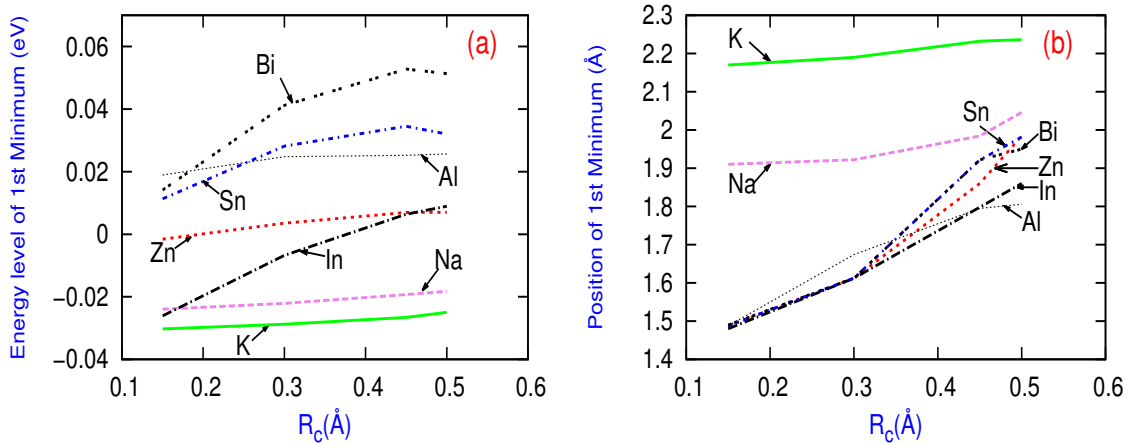 Energy level of 1st Minimum (eV)
0.06
0.04
0.02
0
−0.02
−0.04
0.1
0.2
0.3
0.4
0.5
0.6
R_c(Å)
(a)
Bi
Sn
Al
Zn
In
Na
K
Position of 1st Minimum (Å)
2.3
2.2
2.1
2
1.9
1.8
1.7
1.6
1.5
1.4
0.1
0.2
0.3
0.4
0.5
0.6
R_c(Å)
(b)
K
Na
Sn
Bi
Zn
In
Al